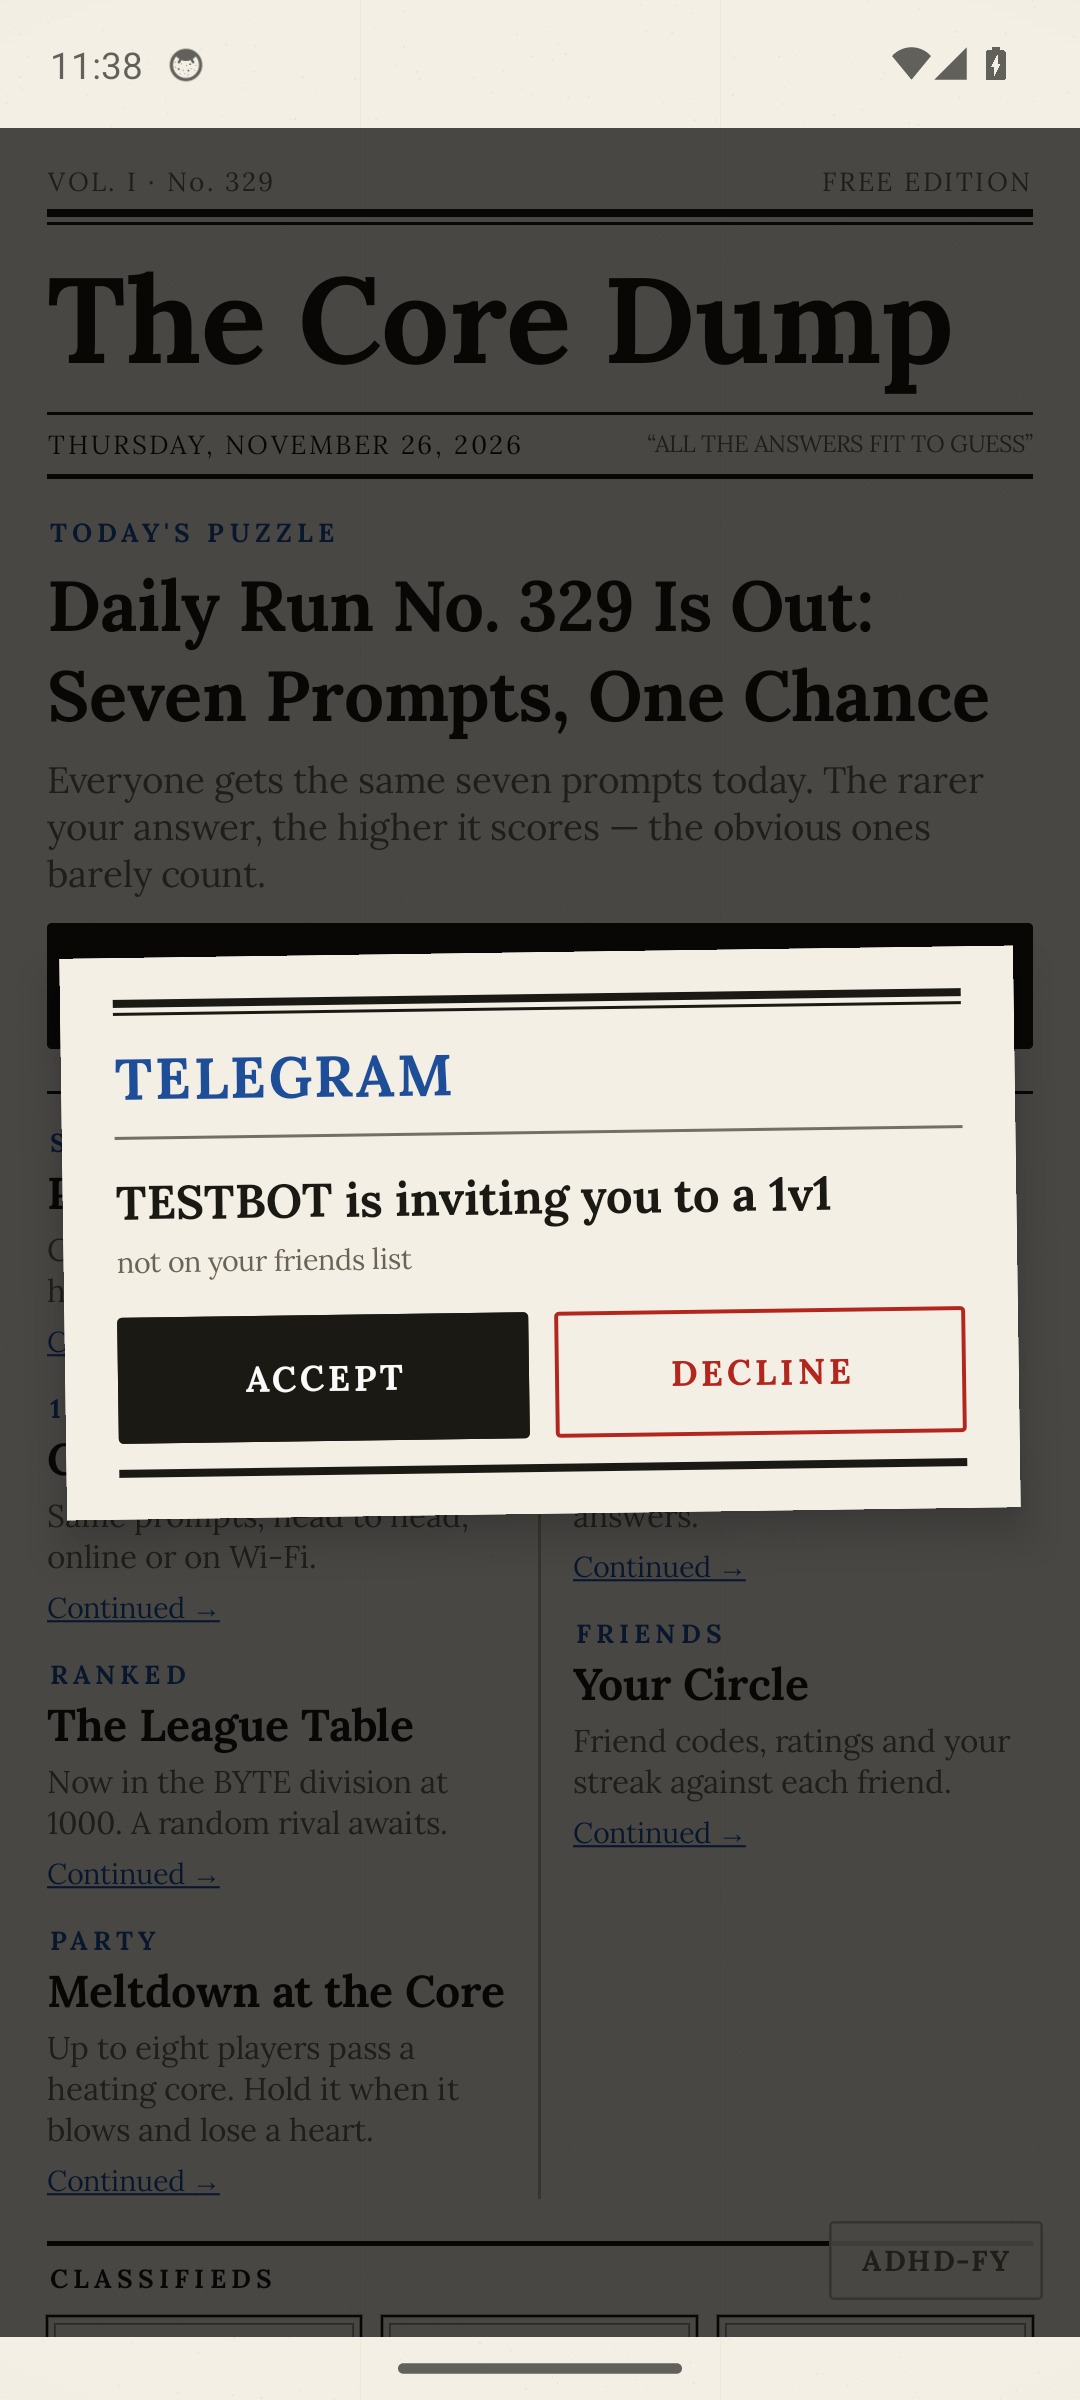 11:38
VOL. I · No. 329
FREE EDITION
The Core Dump
THURSDAY, NOVEMBER 26, 2026
“ALL THE ANSWERS FIT TO GUESS”
TODAY'S PUZZLE
Daily Run No. 329 Is Out:
Seven Prompts, One Chance
Everyone gets the same seven prompts today. The rarer
your answer, the higher it scores — the obvious ones
barely count.
TELEGRAM
TESTBOT is inviting you to a 1v1
not on your friends list
ACCEPT
DECLINE
Same prompts, head to head,
online or on Wi-Fi.
Continued →
RANKED
The League Table
Now in the BYTE division at
1000. A random rival awaits.
Continued →
PARTY
Meltdown at the Core
Up to eight players pass a
heating core. Hold it when it
blows and lose a heart.
Continued →
answers.
Continued →
FRIENDS
Your Circle
Friend codes, ratings and your
streak against each friend.
Continued →
ADHD-FY
CLASSIFIEDS